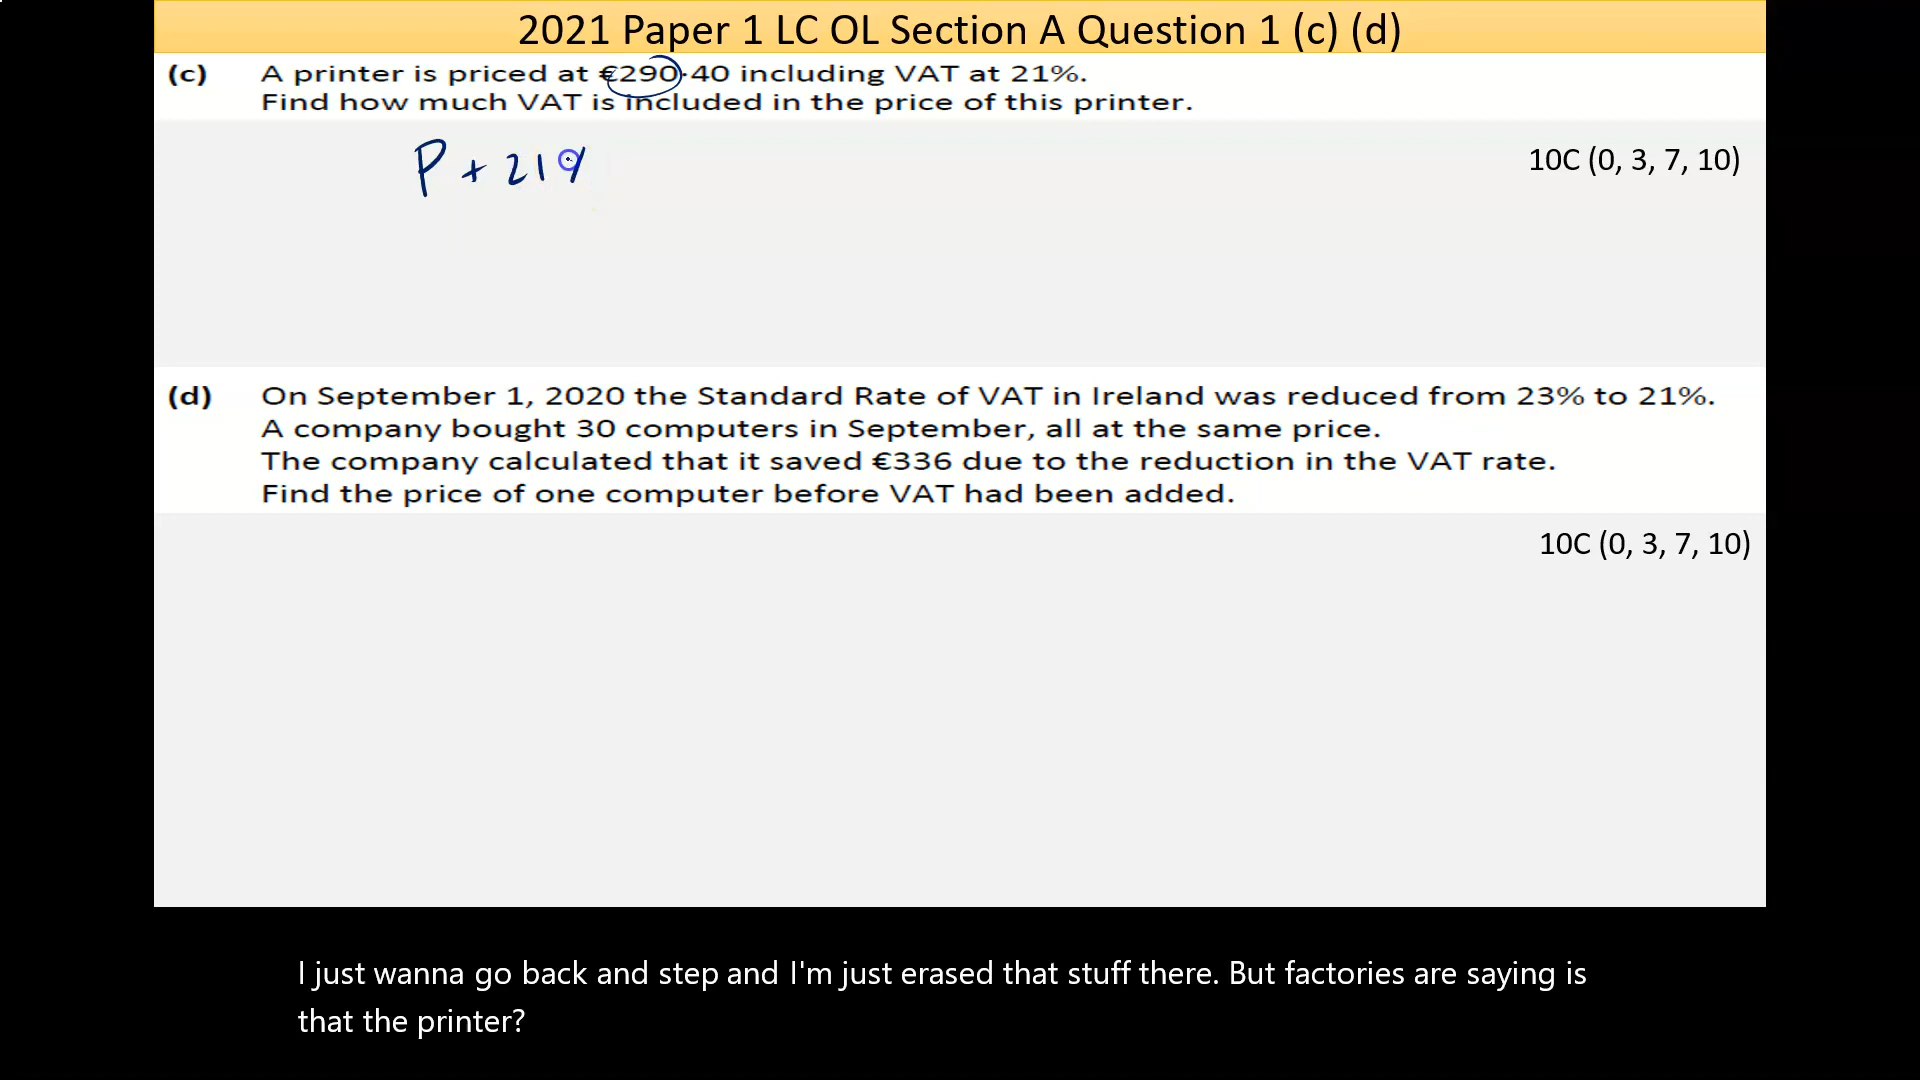 2021 Paper 1 LC OL Section A Question 1 (c) (d)
(c) A printer is priced at €290·40 including VAT at 21%.
Find how much VAT is included in the price of this printer.
P + 21%
10C (0, 3, 7, 10)
(d) On September 1, 2020 the Standard Rate of VAT in Ireland was reduced from 23% to 21%.
A company bought 30 computers in September, all at the same price.
The company calculated that it saved €336 due to the reduction in the VAT rate.
Find the price of one computer before VAT had been added.
10C (0, 3, 7, 10)
I just wanna go back and step and I'm just erased that stuff there. But factories are saying is
that the printer?